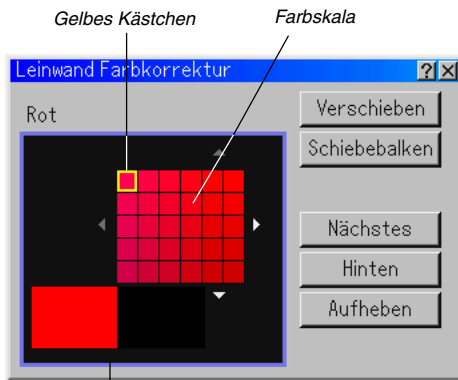 Gelbes Kästchen
Farbskala
Leinwand Farbkorrektur
Rot
Verschieben
Schiebebalken
Nächstes
Hinten
Aufheben